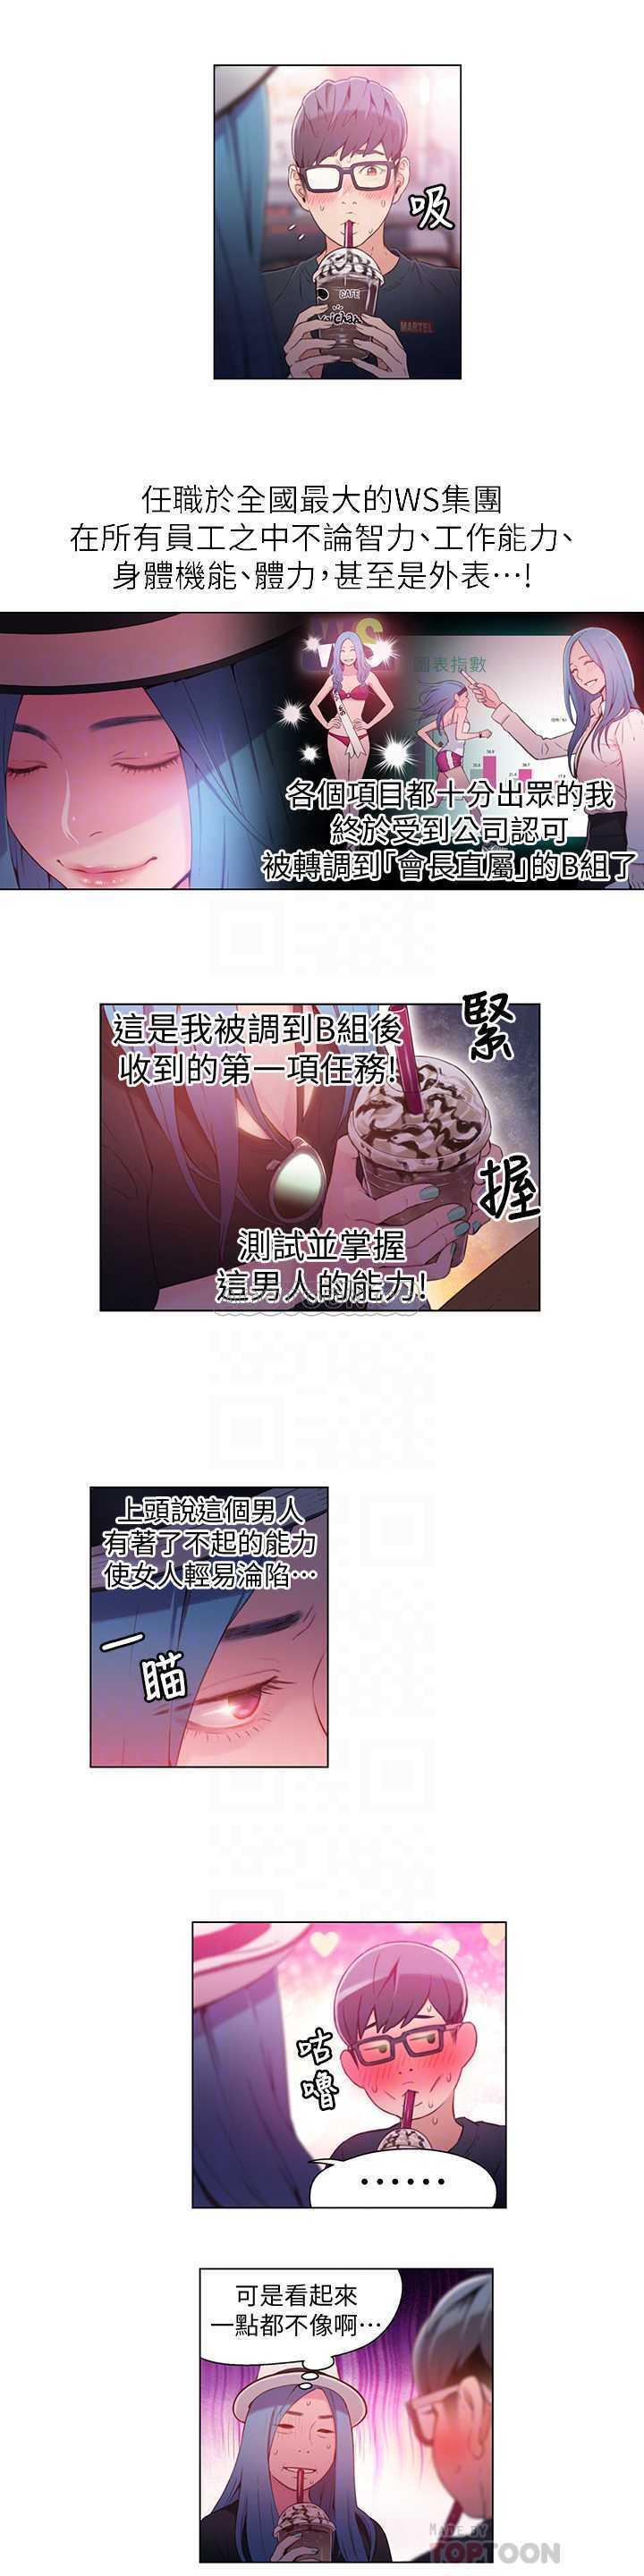 吸
CAFE
MARTEL
任職於全國最大的WS集團
在所有員工之中不論智力、工作能力、
身體機能、體力，甚至是外表…!
WS
圖表指數
各個項目都十分出眾的我
終於受到公司認可
被轉調到「會長直屬」的B組了
這是我被調到B組後
收到的第一項任務!
緊
握
測試並掌握
這男人的能力!
上頭說這個男人
有著了不起的能力
使女人輕易淪陷…
一
瞄
咕
嚕
……
可是看起來
一點都不像啊…
MADE BY
TOPTOON